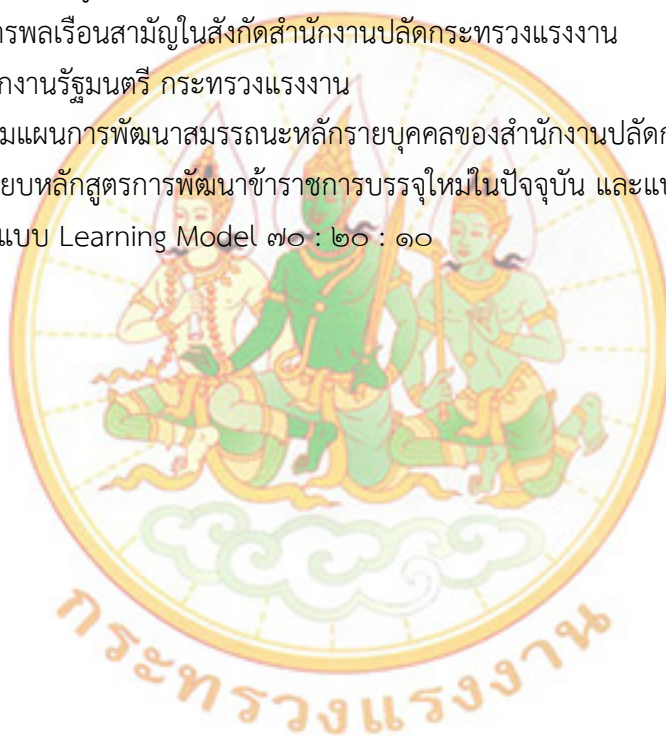 รพลเรือนสามัญในสังกัดสำนักงานปลัดกระทรวงแรงงาน
กงานรัฐมนตรี กระทรวงแรงงาน
มแผนการพัฒนาสมรรถนะหลักรายบุคคลของสำนักงานปลัดก
ยบหลักสูตรการพัฒนาข้าราชการบรรจุใหม่ในปัจจุบัน และแน
แบบ Learning Model ๗๐ : ๒๐ : ๑๐
กระทรวงแรงงาน